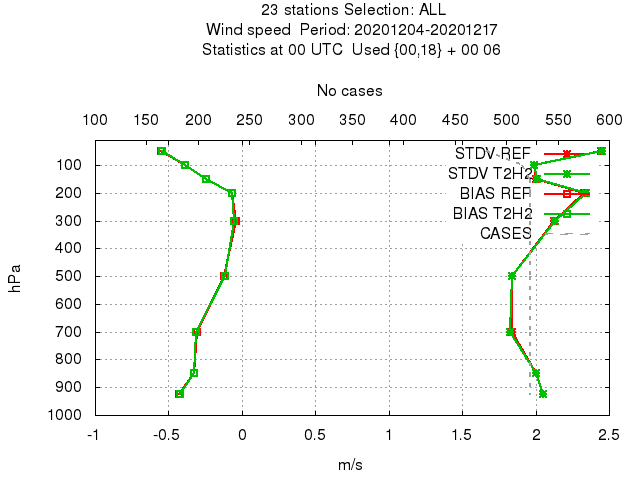 23 stations Selection: ALL
Wind speed  Period: 20201204-20201217
Statistics at 00 UTC  Used {00,18} + 00 06
No cases
100 150 200 250 300 350 400 450 500 550 600
STDV REF
STDV T2H2
BIAS REF
BIAS T2H2
CASES
100
200
300
400
500
600
700
800
900
1000
hPa
-1 -0.5 0 0.5 1 1.5 2 2.5
m/s